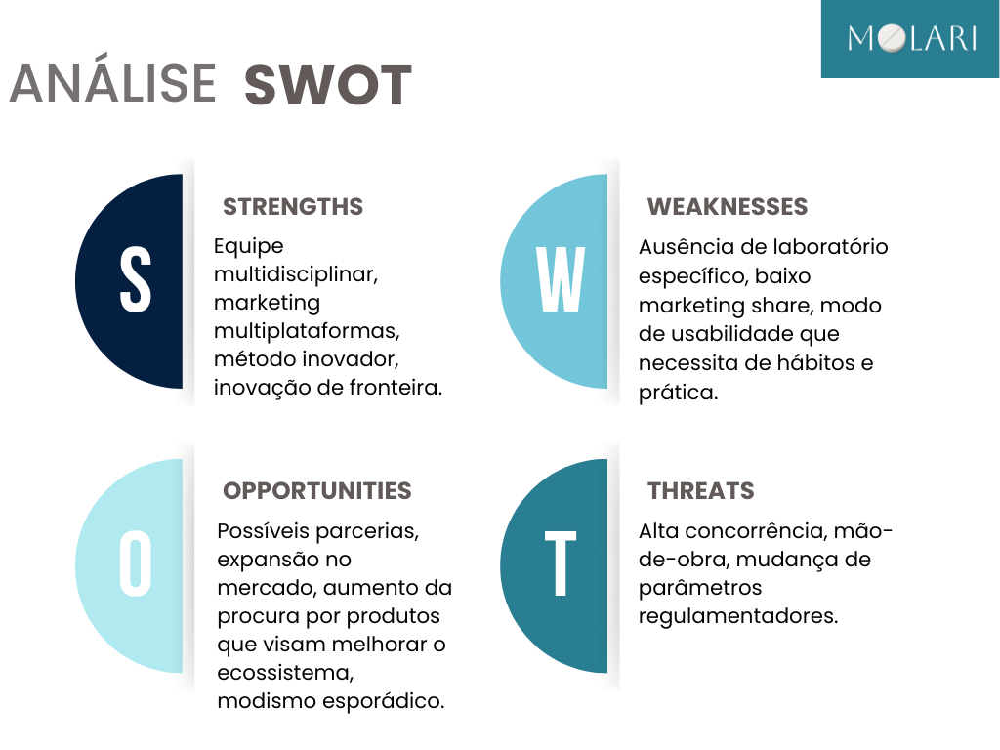 MOLARI
ANÁLISE SWOT
S
STRENGTHS
Equipe
multidisciplinar,
marketing
multiplataformas,
método inovador,
inovação de fronteira.
W
WEAKNESSES
Ausência de laboratório
específico, baixo
marketing share, modo
de usabilidade que
necessita de hábitos e
prática.
O
OPPORTUNITIES
Possíveis parcerias,
expansão no
mercado, aumento da
procura por produtos
que visam melhorar o
ecossistema,
modismo esporádico.
T
THREATS
Alta concorrência, mão-
de-obra, mudança de
parâmetros
regulamentadores.